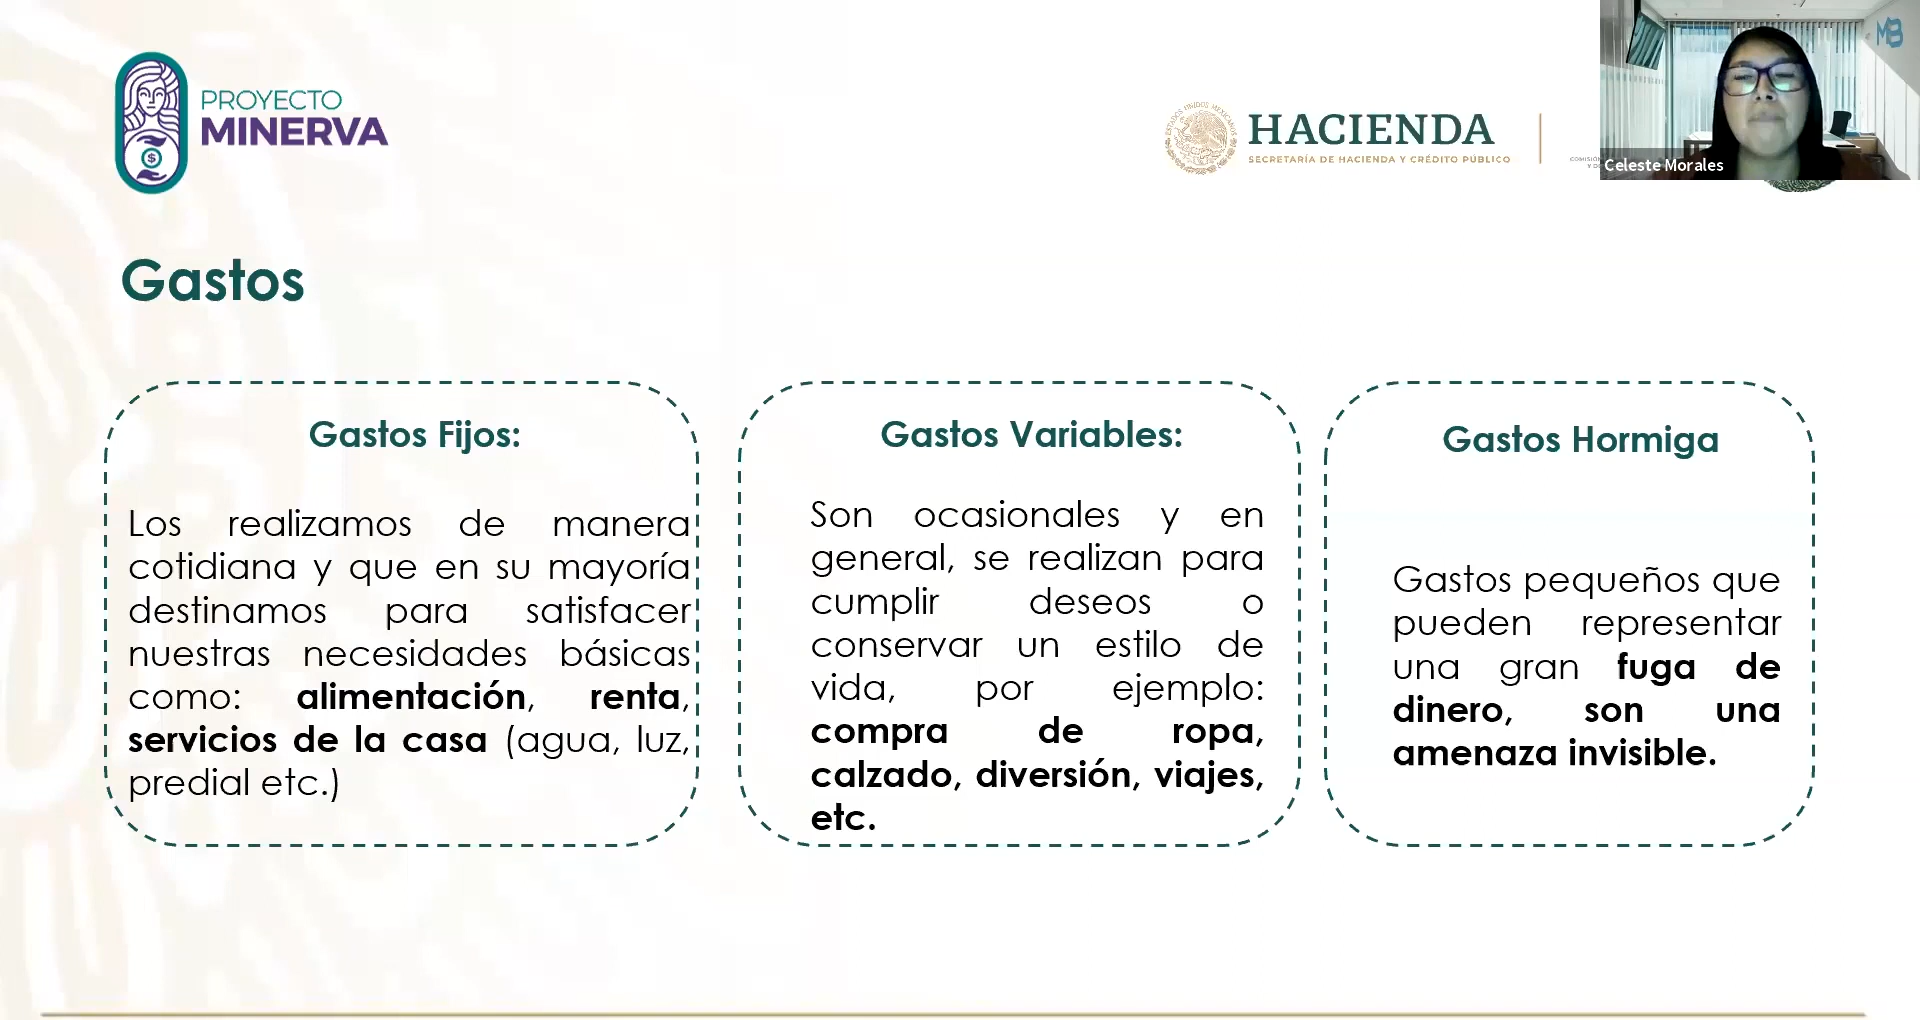 PROYECTO
MINERVA
HACIENDA
SECRETARÍA DE HACIENDA Y CRÉDITO PÚBLICO
Celeste Morales
Gastos
Gastos Fijos:
Los realizamos de manera
cotidiana y que en su mayoría
destinamos para satisfacer
nuestras necesidades básicas
como: alimentación, renta,
servicios de la casa (agua, luz,
predial etc.)
Gastos Variables:
Son ocasionales y en
general, se realizan para
cumplir deseos o
conservar un estilo de
vida, por ejemplo:
compra de ropa,
calzado, diversión, viajes,
etc.
Gastos Hormiga
Gastos pequeños que
pueden representar
una gran fuga de
dinero, son una
amenaza invisible.